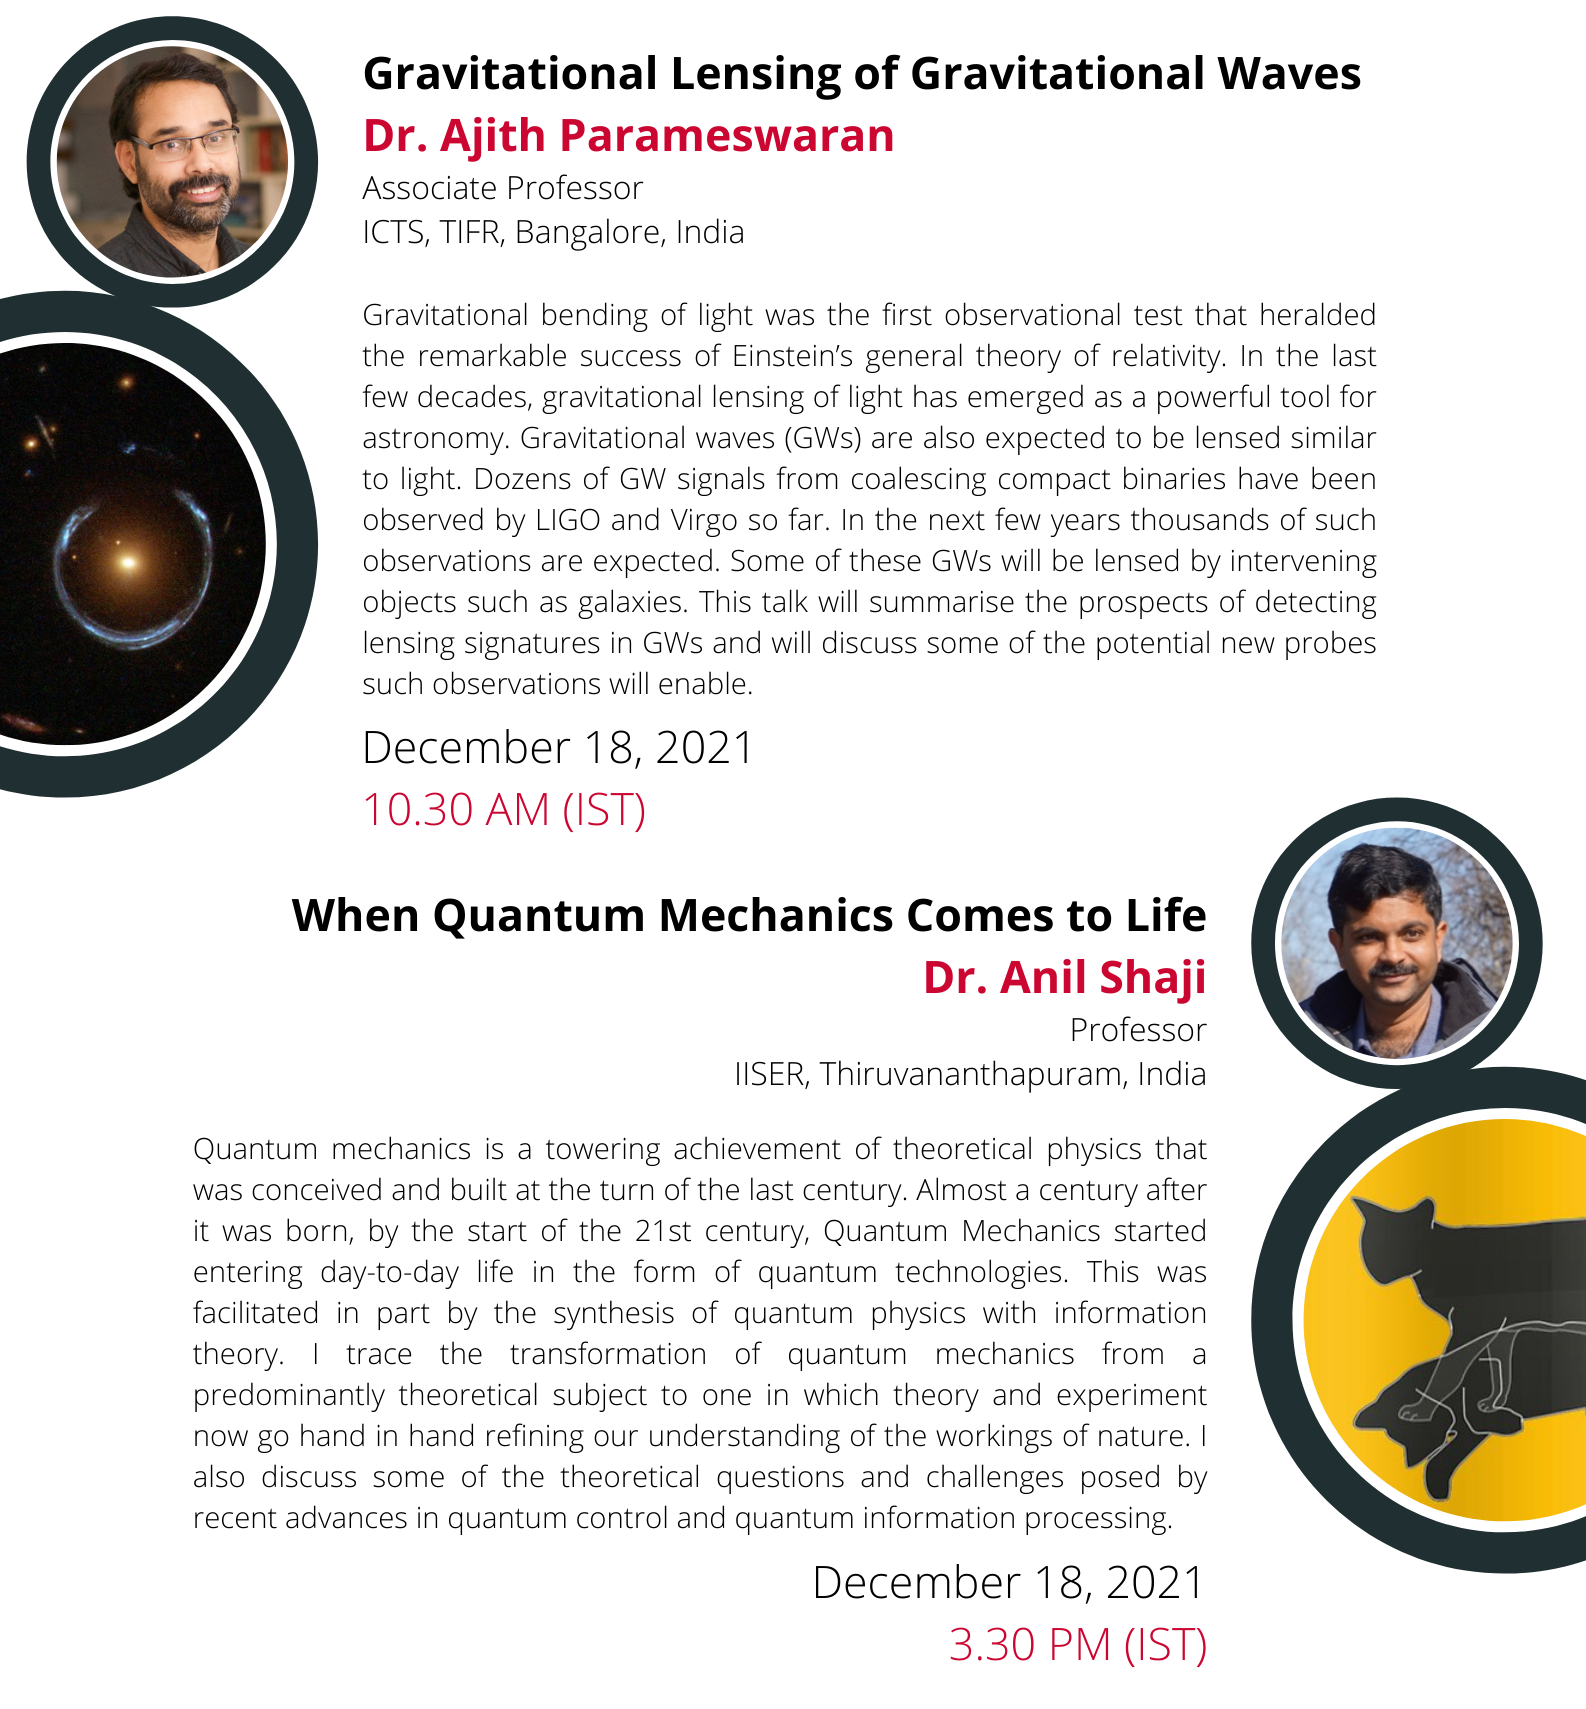 Gravitational Lensing of Gravitational Waves
Dr. Ajith Parameswaran
Associate Professor
ICTS, TIFR, Bangalore, India
Gravitational bending of light was the first observational test that heralded
the remarkable success of Einstein’s general theory of relativity. In the last
few decades, gravitational lensing of light has emerged as a powerful tool for
astronomy. Gravitational waves (GWs) are also expected to be lensed similar
to light. Dozens of GW signals from coalescing compact binaries have been
observed by LIGO and Virgo so far. In the next few years thousands of such
observations are expected. Some of these GWs will be lensed by intervening
objects such as galaxies. This talk will summarise the prospects of detecting
lensing signatures in GWs and will discuss some of the potential new probes
such observations will enable.
December 18, 2021
10.30 AM (IST)
When Quantum Mechanics Comes to Life
Dr. Anil Shaji
Professor
IISER, Thiruvananthapuram, India
Quantum mechanics is a towering achievement of theoretical physics that
was conceived and built at the turn of the last century. Almost a century after
it was born, by the start of the 21st century, Quantum Mechanics started
entering day-to-day life in the form of quantum technologies. This was
facilitated in part by the synthesis of quantum physics with information
theory. I trace the transformation of quantum mechanics from a
predominantly theoretical subject to one in which theory and experiment
now go hand in hand refining our understanding of the workings of nature. I
also discuss some of the theoretical questions and challenges posed by
recent advances in quantum control and quantum information processing.
December 18, 2021
3.30 PM (IST)